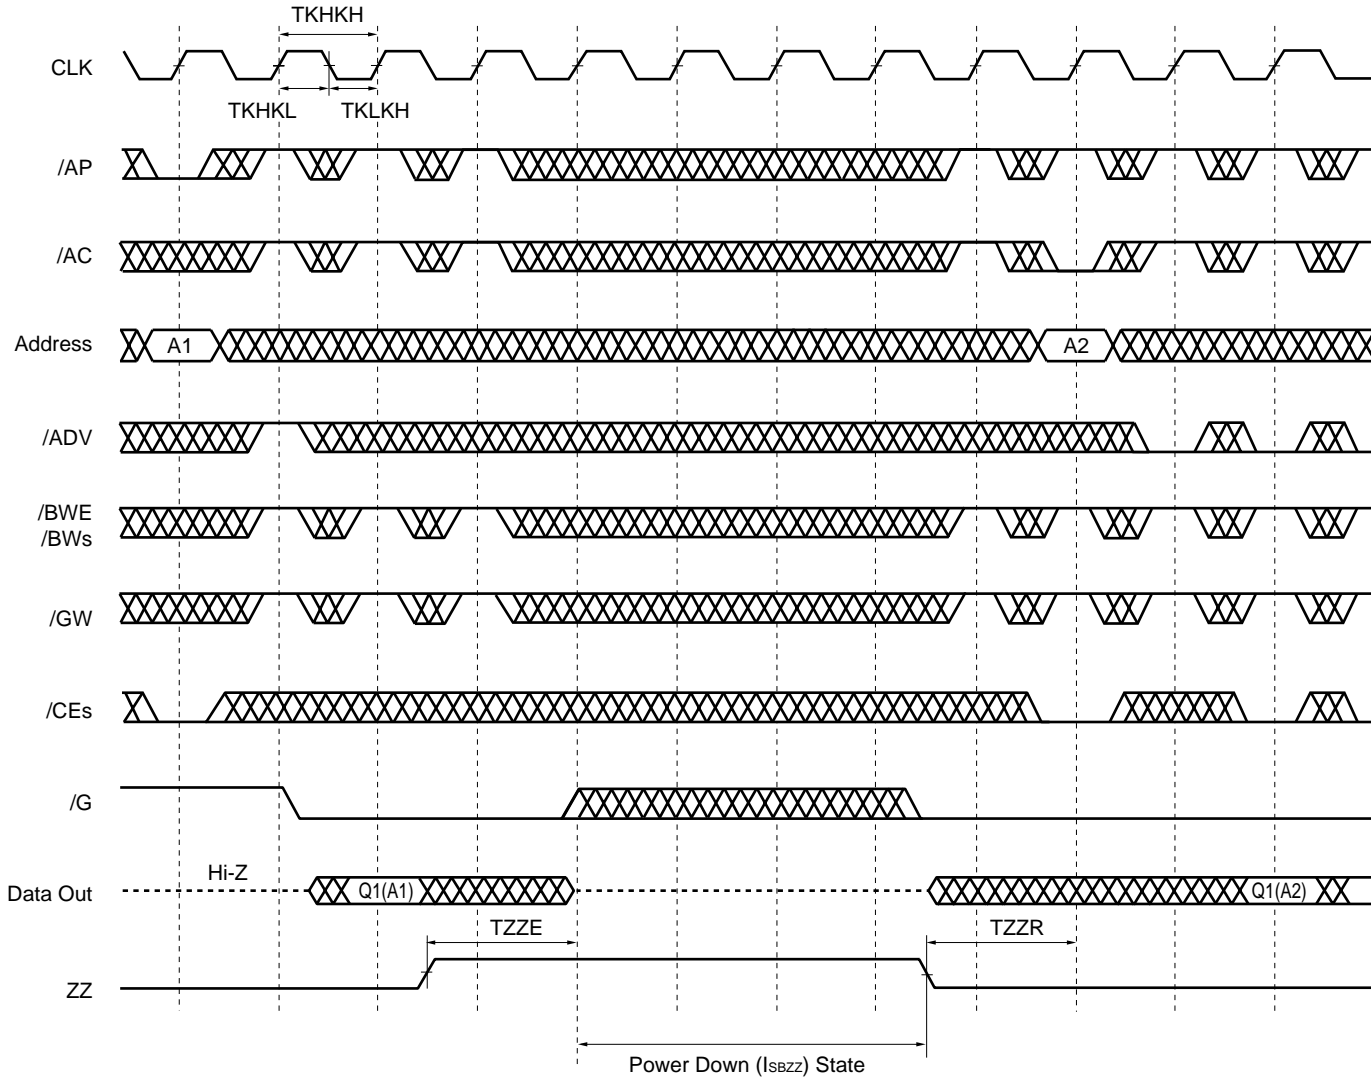 TKHKH
CLK
TKHKL TKLKH
/AP
/AC
Address A1 A2
/ADV
/BWE
/BWs
/GW
/CEs
/G
Hi-Z
Data Out Q1(A1) Q1(A2)
TZZE TZZR
ZZ
Power Down (ISBZZ) State